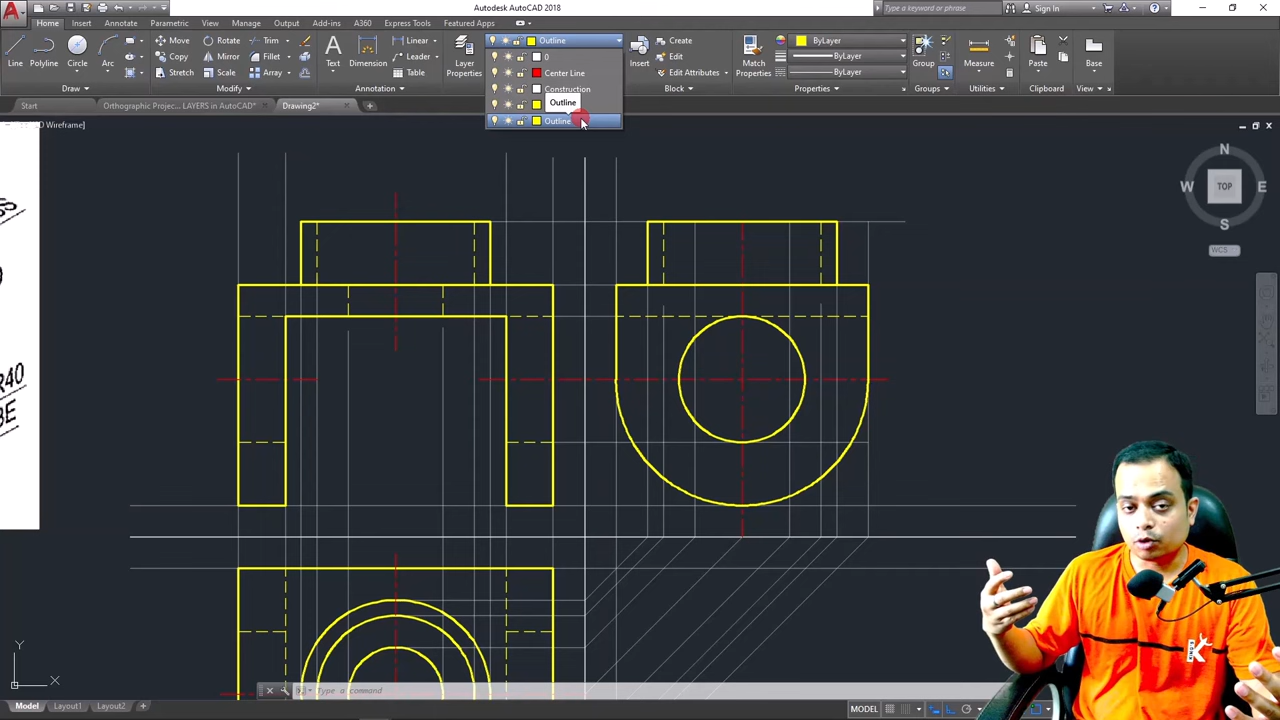 Autodesk AutoCAD 2018
Type a keyword or phrase
Sign In
Home Insert Annotate Parametric View Manage Output Add-ins A360 Express Tools Featured Apps
Line Polyline Circle Arc
Move Rotate Trim
Copy Mirror Fillet
Stretch Scale Array
Text Dimension
Linear
Leader
Table
Layer
Properties
Outline
0
Center Line
Construction
Outline
Outline
Insert
Create
Edit
Edit Attributes
Match
Properties
ByLayer
ByLayer
ByLayer
Group
Measure
Paste
Base
Draw Modify Annotation Block Properties Groups Utilities Clipboard View
Start Orthographic Projec... LAYERS in AutoCAD* Drawing2*
D Wireframe]
N
W TOP E
S
WCS
R40
BE
Y
X
Type a command
Model Layout1 Layout2
MODEL